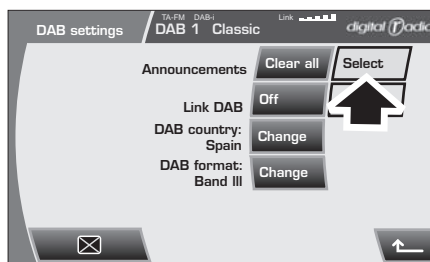 TA-FM DAB-i Link
DAB settings DAB 1 Classic digital Radio
Announcements Clear all Select
Link DAB Off
DAB country:
Spain Change
DAB format:
Band III Change